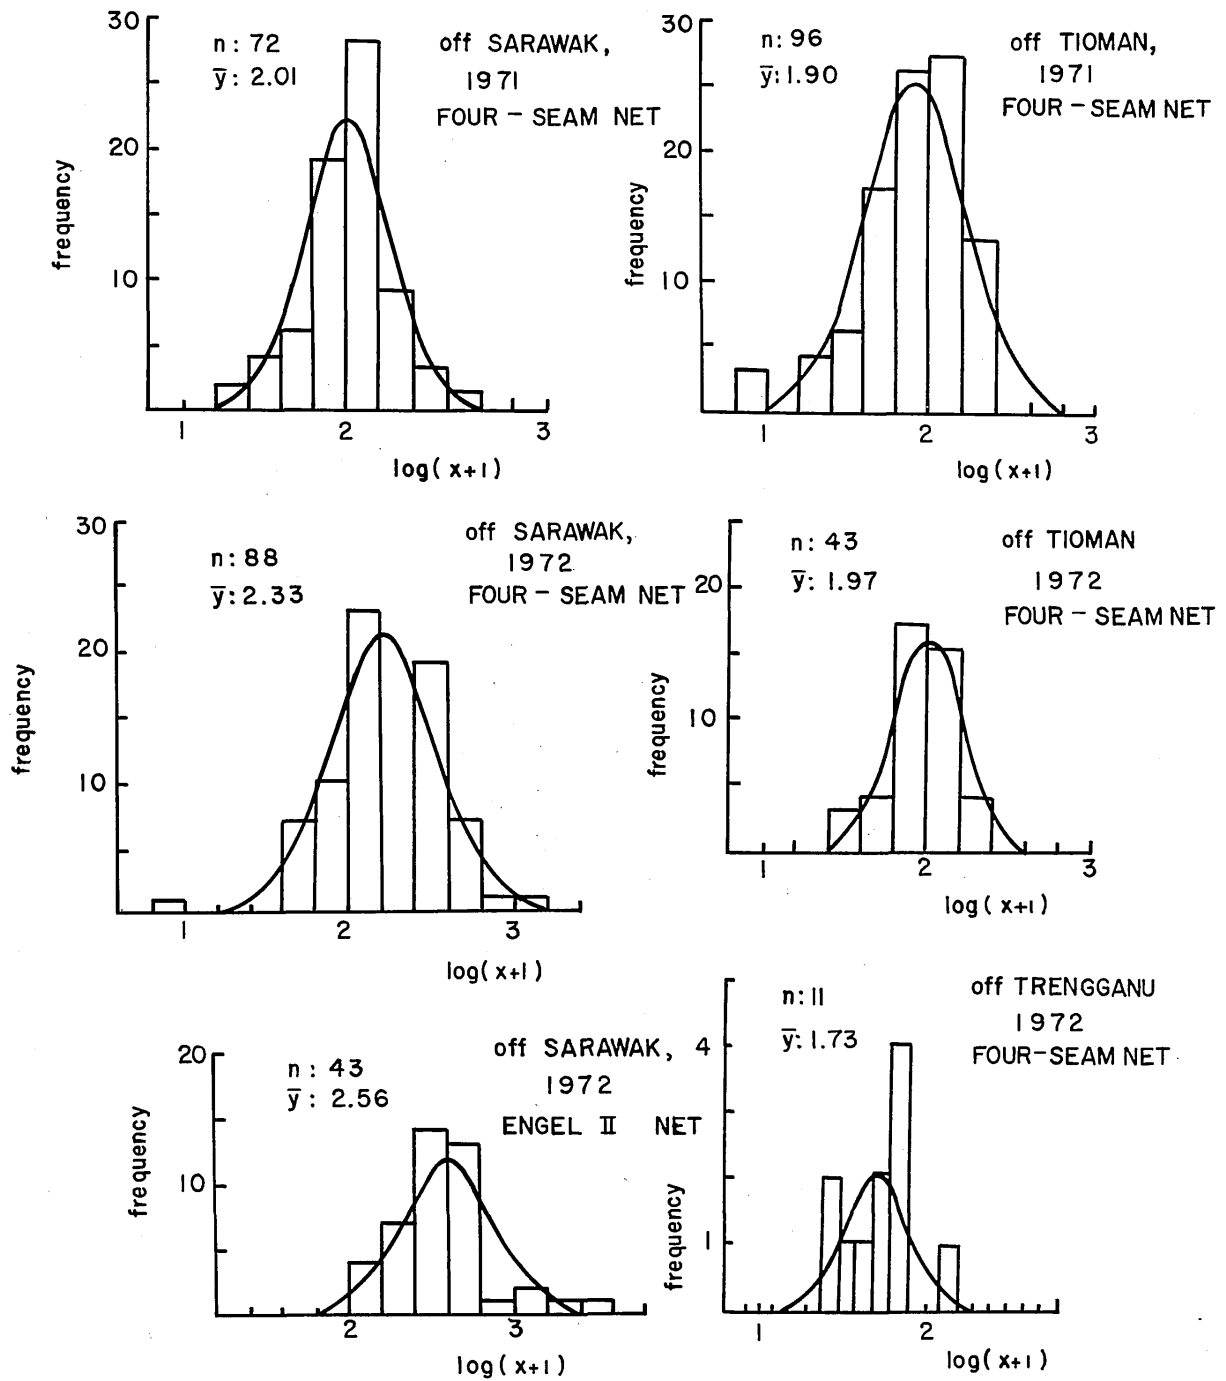 30
20
10
frequency
n: 72
y̅: 2.01
off SARAWAK,
1971
FOUR – SEAM NET
1 2 3
log( x+1 )
30
20
10
frequency
n: 96
y̅: 1.90
off TIOMAN,
1971
FOUR – SEAM NET
1 2 3
log( x+1)
30
20
10
frequency
n: 88
y̅: 2.33
off SARAWAK,
1972
FOUR – SEAM NET
1 2 3
log( x+1 )
20
10
frequency
n: 43
y̅: 1.97
off TIOMAN
1972
FOUR – SEAM NET
1 2 3
log( x+1)
20
10
frequency
n: 43
y̅: 2.56
off SARAWAK,
1972
ENGEL II NET
2 3
log( x+1 )
4
1
frequency
n: 11
y̅: 1.73
off TRENGGANU
1972
FOUR–SEAM NET
1 2
log( x+1)